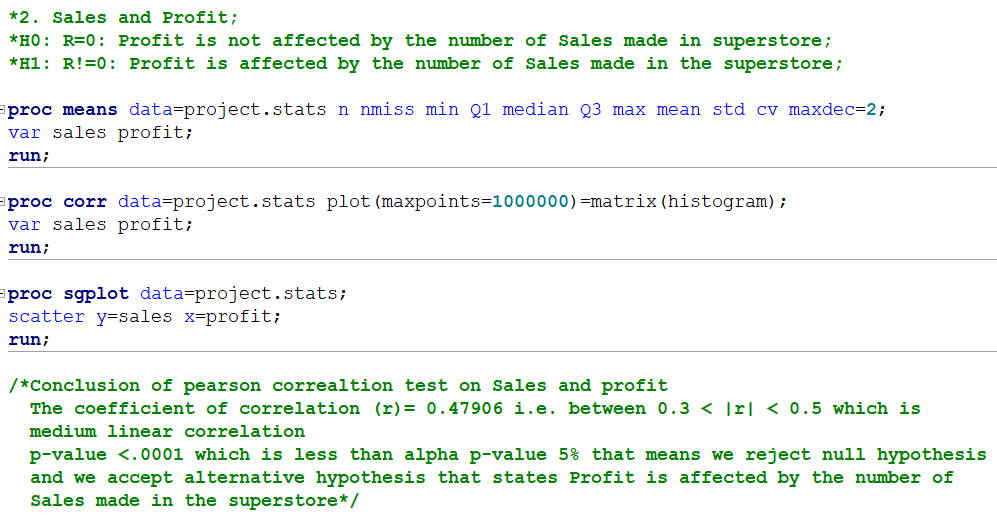 *2. Sales and Profit;
*H0: R=0: Profit is not affected by the number of Sales made in superstore;
*H1: R!=0: Profit is affected by the number of Sales made in the superstore;
proc means data=project.stats n nmiss min Q1 median Q3 max mean std cv maxdec=2;
var sales profit;
run;
proc corr data=project.stats plot(maxpoints=1000000)=matrix(histogram);
var sales profit;
run;
proc sgplot data=project.stats;
scatter y=sales x=profit;
run;
/*Conclusion of pearson correaltion test on Sales and profit
The coefficient of correlation (r)= 0.47906 i.e. between 0.3 < |r| < 0.5 which is
medium linear correlation
p-value <.0001 which is less than alpha p-value 5% that means we reject null hypothesis
and we accept alternative hypothesis that states Profit is affected by the number of
Sales made in the superstore*/